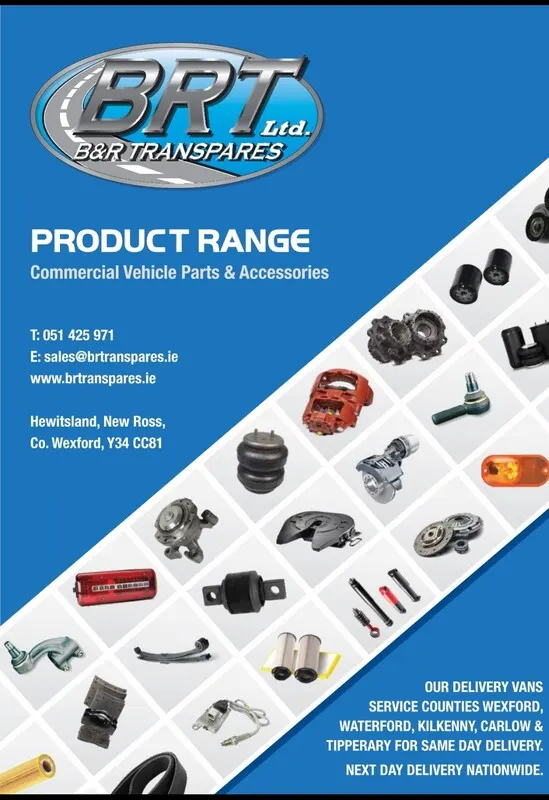 BRT
Ltd.
B&R TRANSPARES
PRODUCT RANGE
Commercial Vehicle Parts & Accessories
T: 051 425 971
E: sales@brtranspares.ie
www.brtranspares.ie
Hewitsland, New Ross,
Co. Wexford, Y34 CC81
OUR DELIVERY VANS
SERVICE COUNTIES WEXFORD,
WATERFORD, KILKENNY, CARLOW &
TIPPERARY FOR SAME DAY DELIVERY.
NEXT DAY DELIVERY NATIONWIDE.